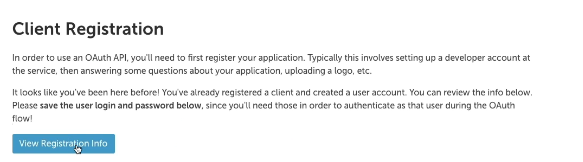 Client Registration
In order to use an OAuth API, you'll need to first register your application. Typically this involves setting up a developer account at
the service, then answering some questions about your application, uploading a logo, etc.
It looks like you've been here before! You've already registered a client and created a user account. You can review the info below.
Please save the user login and password below, since you'll need those in order to authenticate as that user during the OAuth
flow!
View Registration Info